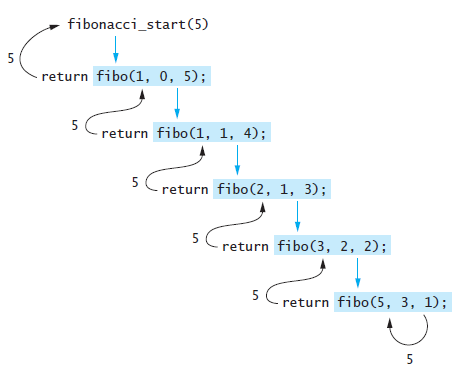 fibonacci_start(5)
5
return fibo(1, 0, 5);
5
return fibo(1, 1, 4);
5
return fibo(2, 1, 3);
5
return fibo(3, 2, 2);
5
return fibo(5, 3, 1);
5